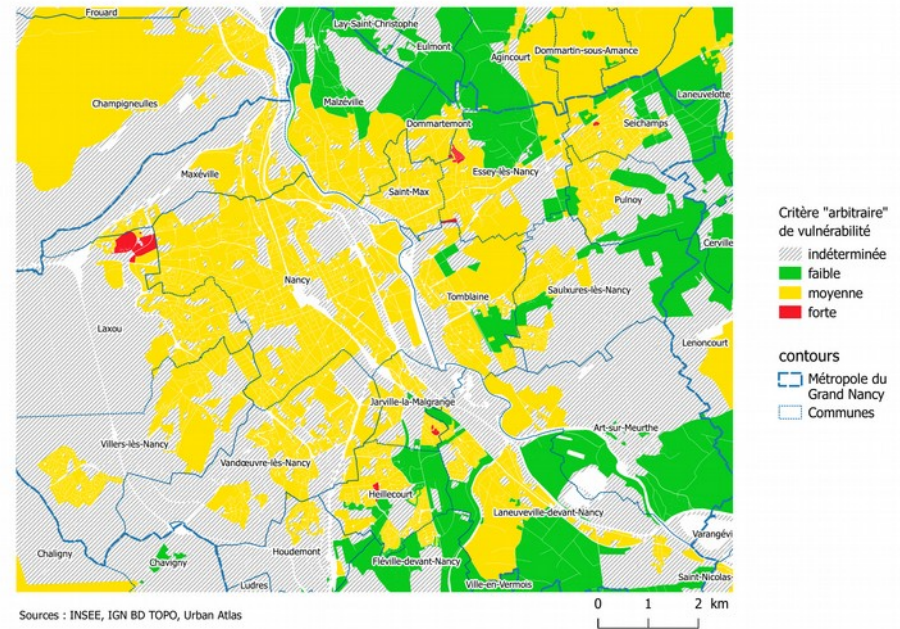 Frouard
Lay-Saint-Christophe
Eulmont
Agincourt
Dommartin-sous-Amance
Champigneulles
Malzéville
Laneuvelotte
Dommartemont
Seichamps
Maxéville
Essey-lès-Nancy
Saint-Max
Pulnoy
Cerville
Nancy
Tomblaine
Saulxures-lès-Nancy
Laxou
Lenoncourt
Jarville-la-Malgrange
Art-sur-Meurthe
Villers-lès-Nancy
Vandœuvre-lès-Nancy
Heillecourt
Laneuveville-devant-Nancy
Varangévi
Chaligny
Chavigny
Houdemont
Fléville-devant-Nancy
Saint-Nicolas-
Ludres
Ville-en-Vermois
Critère "arbitraire"
de vulnérabilité
indéterminée
faible
moyenne
forte
contours
Métropole du
Grand Nancy
Communes
Sources : INSEE, IGN BD TOPO, Urban Atlas
0 1 2 km